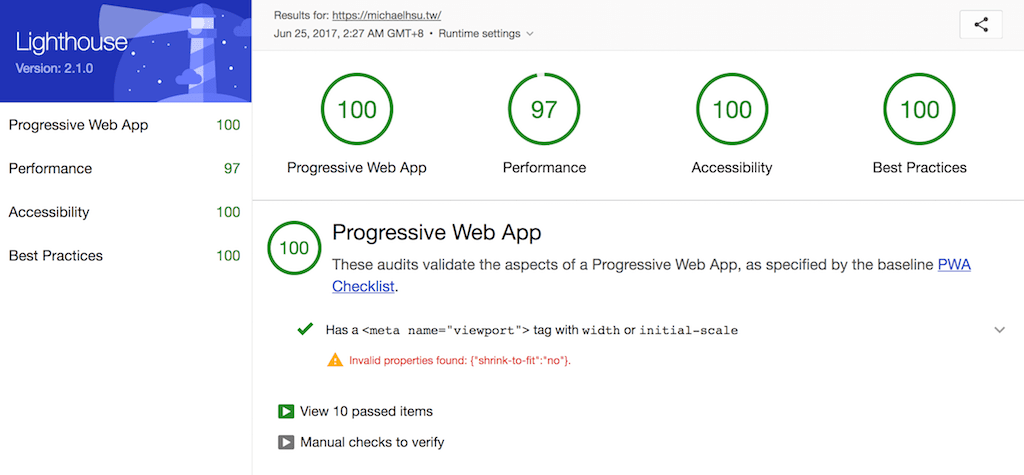 Lighthouse
Version: 2.1.0
Progressive Web App 100
Performance 97
Accessibility 100
Best Practices 100
Results for: https://michaelhsu.tw/
Jun 25, 2017, 2:27 AM GMT+8 • Runtime settings
100 97 100 100
Progressive Web App Performance Accessibility Best Practices
100
Progressive Web App
These audits validate the aspects of a Progressive Web App, as specified by the baseline PWA
Checklist.
Has a <meta name="viewport"> tag with width or initial-scale
Invalid properties found: {"shrink-to-fit":"no"}.
View 10 passed items
Manual checks to verify